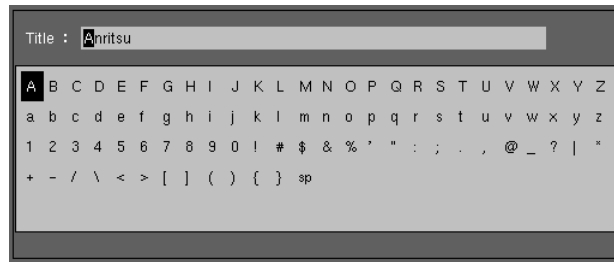 Title : Anritsu
A B C D E F G H I J K L M N O P Q R S T U V W X Y Z
a b c d e f g h i j k l m n o p q r s t u v w x y z
1 2 3 4 5 6 7 8 9 0 ! # $ & % ' " : ; . , @ _ ? | *
+ - / \ < > [ ] ( ) { } sp